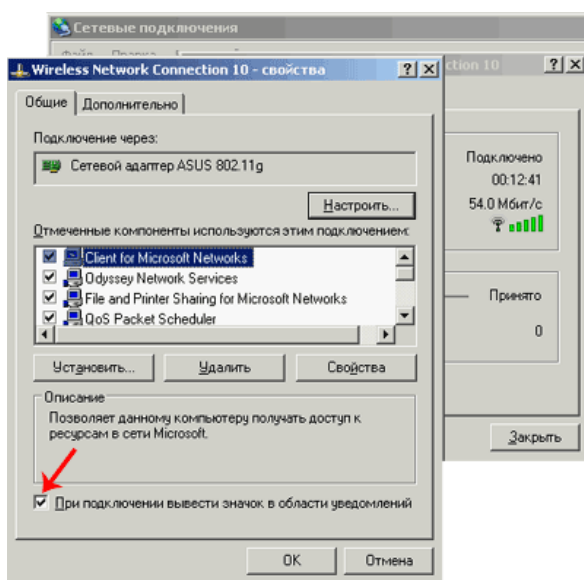 Сетевые подключения
Файл Правка
Wireless Network Connection 10 - свойства
ction 10
Общие
Дополнительно
Подключение через:
Сетевой адаптер ASUS 802.11g
Настроить...
Отмеченные компоненты используются этим подключением:
Client for Microsoft Networks
Odyssey Network Services
File and Printer Sharing for Microsoft Networks
QoS Packet Scheduler
Установить...
Удалить
Свойства
Описание
Позволяет данному компьютеру получать доступ к
ресурсам в сети Microsoft.
При подключении вывести значок в области уведомлений
OK
Отмена
Подключено
00:12:41
54.0 Мбит/с
Принято
0
Закрыть